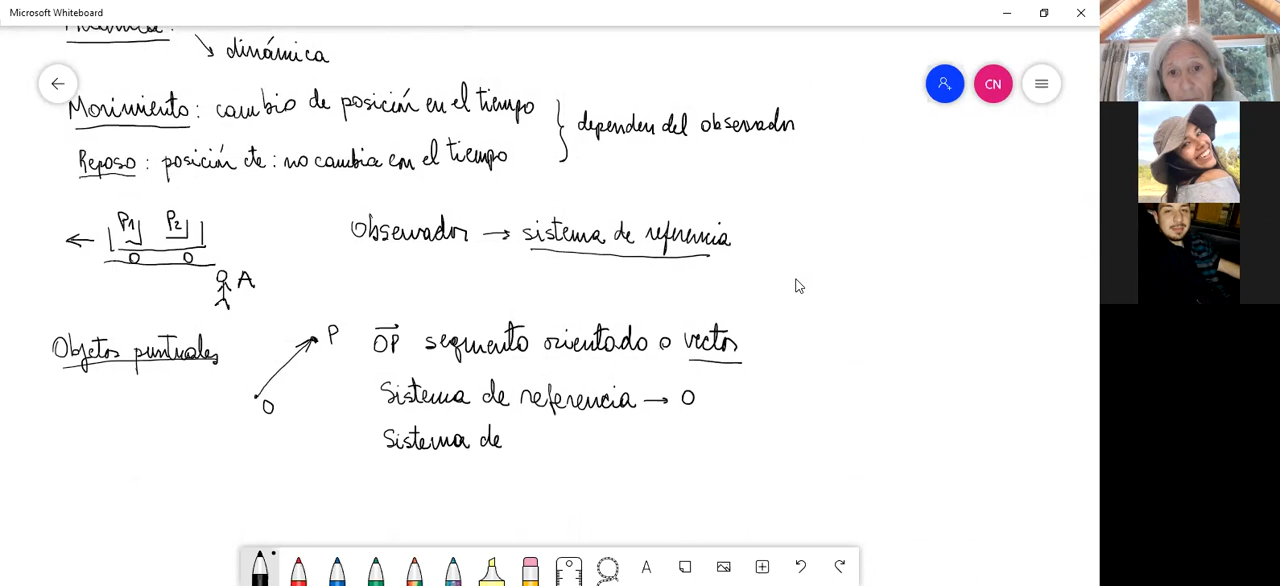 Microsoft Whiteboard
Mecánica:
dinámica
CN
Movimiento: cambio de posición en el tiempo
dependen del observador
Reposo: posición cte: no cambia en el tiempo
P1 P2
Observador → sistema de referencia
A
Objetos puntuales
P
OP segmento orientado o vector
O
Sistema de referencia → O
Sistema de
A